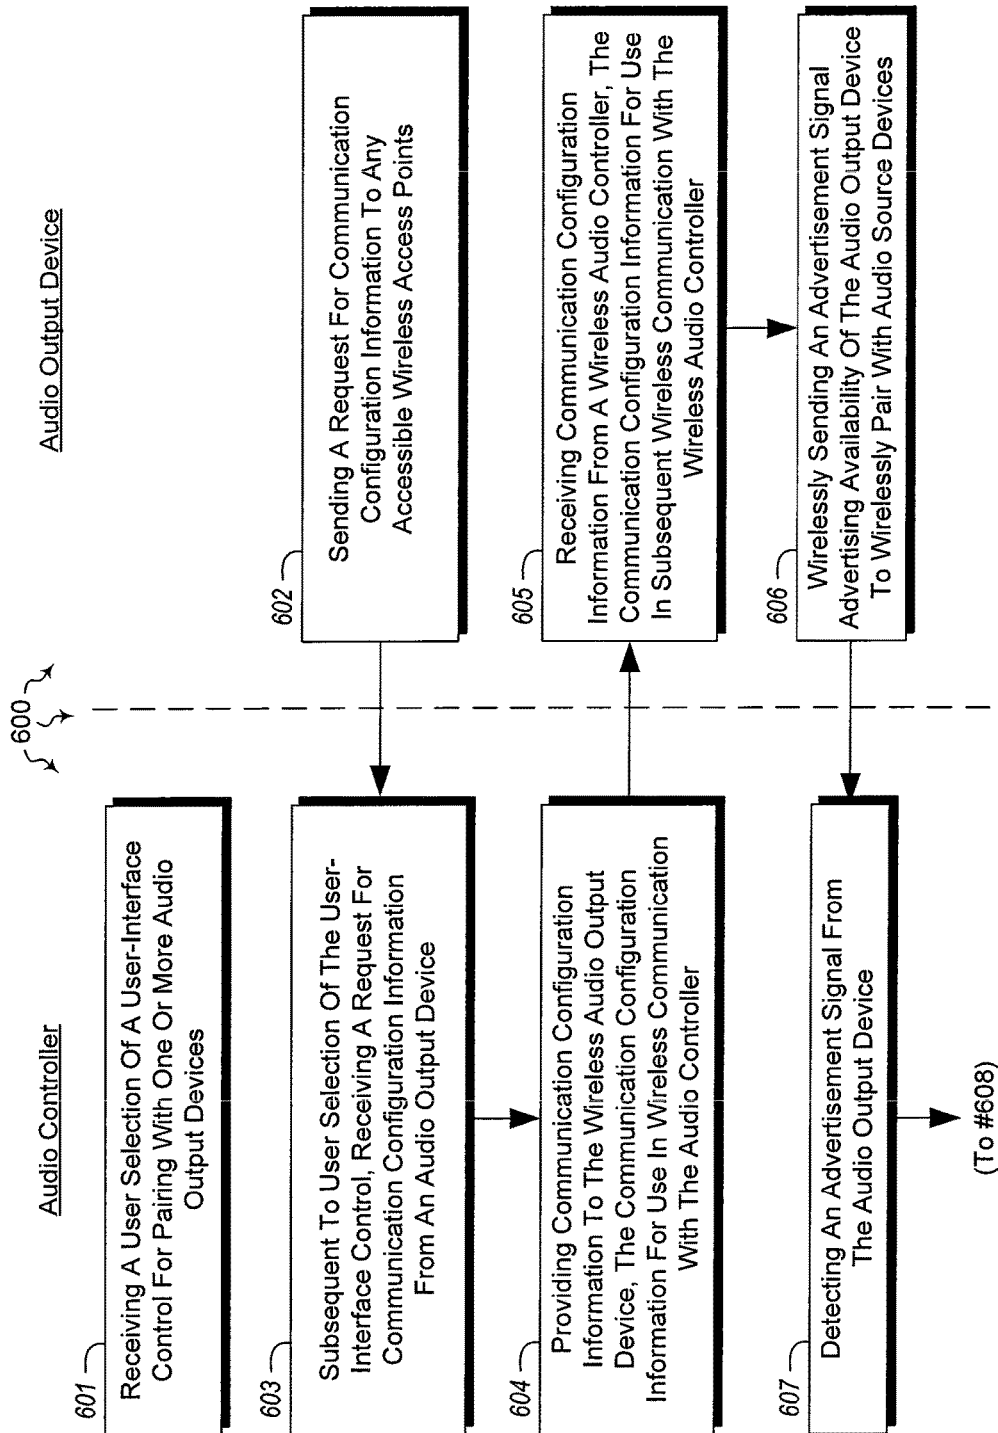 600
Audio Controller
Audio Output Device
601
Receiving A User Selection Of A User-Interface
Control For Pairing With One Or More Audio
Output Devices
602
Sending A Request For Communication
Configuration Information To Any
Accessible Wireless Access Points
603
Subsequent To User Selection Of The User-
Interface Control, Receiving A Request For
Communication Configuration Information
From An Audio Output Device
604
Providing Communication Configuration
Information To The Wireless Audio Output
Device, The Communication Configuration
Information For Use In Wireless Communication
With The Audio Controller
605
Receiving Communication Configuration
Information From A Wireless Audio Controller, The
Communication Configuration Information For Use
In Subsequent Wireless Communication With The
Wireless Audio Controller
606
Wirelessly Sending An Advertisement Signal
Advertising Availability Of The Audio Output Device
To Wirelessly Pair With Audio Source Devices
607
Detecting An Advertisement Signal From
The Audio Output Device
(To #608)